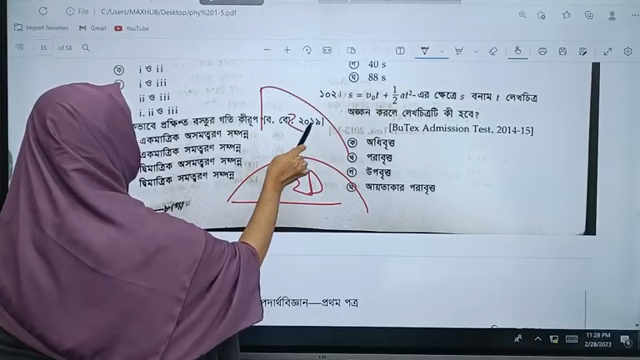 File | C:/Users/MAXHUB/Desktop/phy%201-5.pdf
Import favorites Gmail YouTube
35 of 58
i ও ii
i ও iii
ii ও iii
i, ii ও iii
প্রক্ষিপ্ত বস্তুর গতি কীরূপ ২০১৯]
একমাত্রিক অসমত্বরণ সম্পন্ন
একমাত্রিক সমত্বরণ সম্পন্ন
দ্বিমাত্রিক অসমত্বরণ সম্পন্ন
দ্বিমাত্রিক সমত্বরণ সম্পন্ন
গ 40 s
ঘ 88 s
১০২। s = v₀t + 1/2 at²-এর ক্ষেত্রে s বনাম t লেখচিত্র
অঙ্কন করলে লেখচিত্রটি কী হবে?
[BuTex Admission Test, 2014-15]
ক অধিবৃত্ত
খ পরাবৃত্ত
গ উপবৃত্ত
ঘ আয়তাকার পরাবৃত্ত
পদার্থবিজ্ঞান—প্রথম পত্র
11:28 PM
2/28/2023